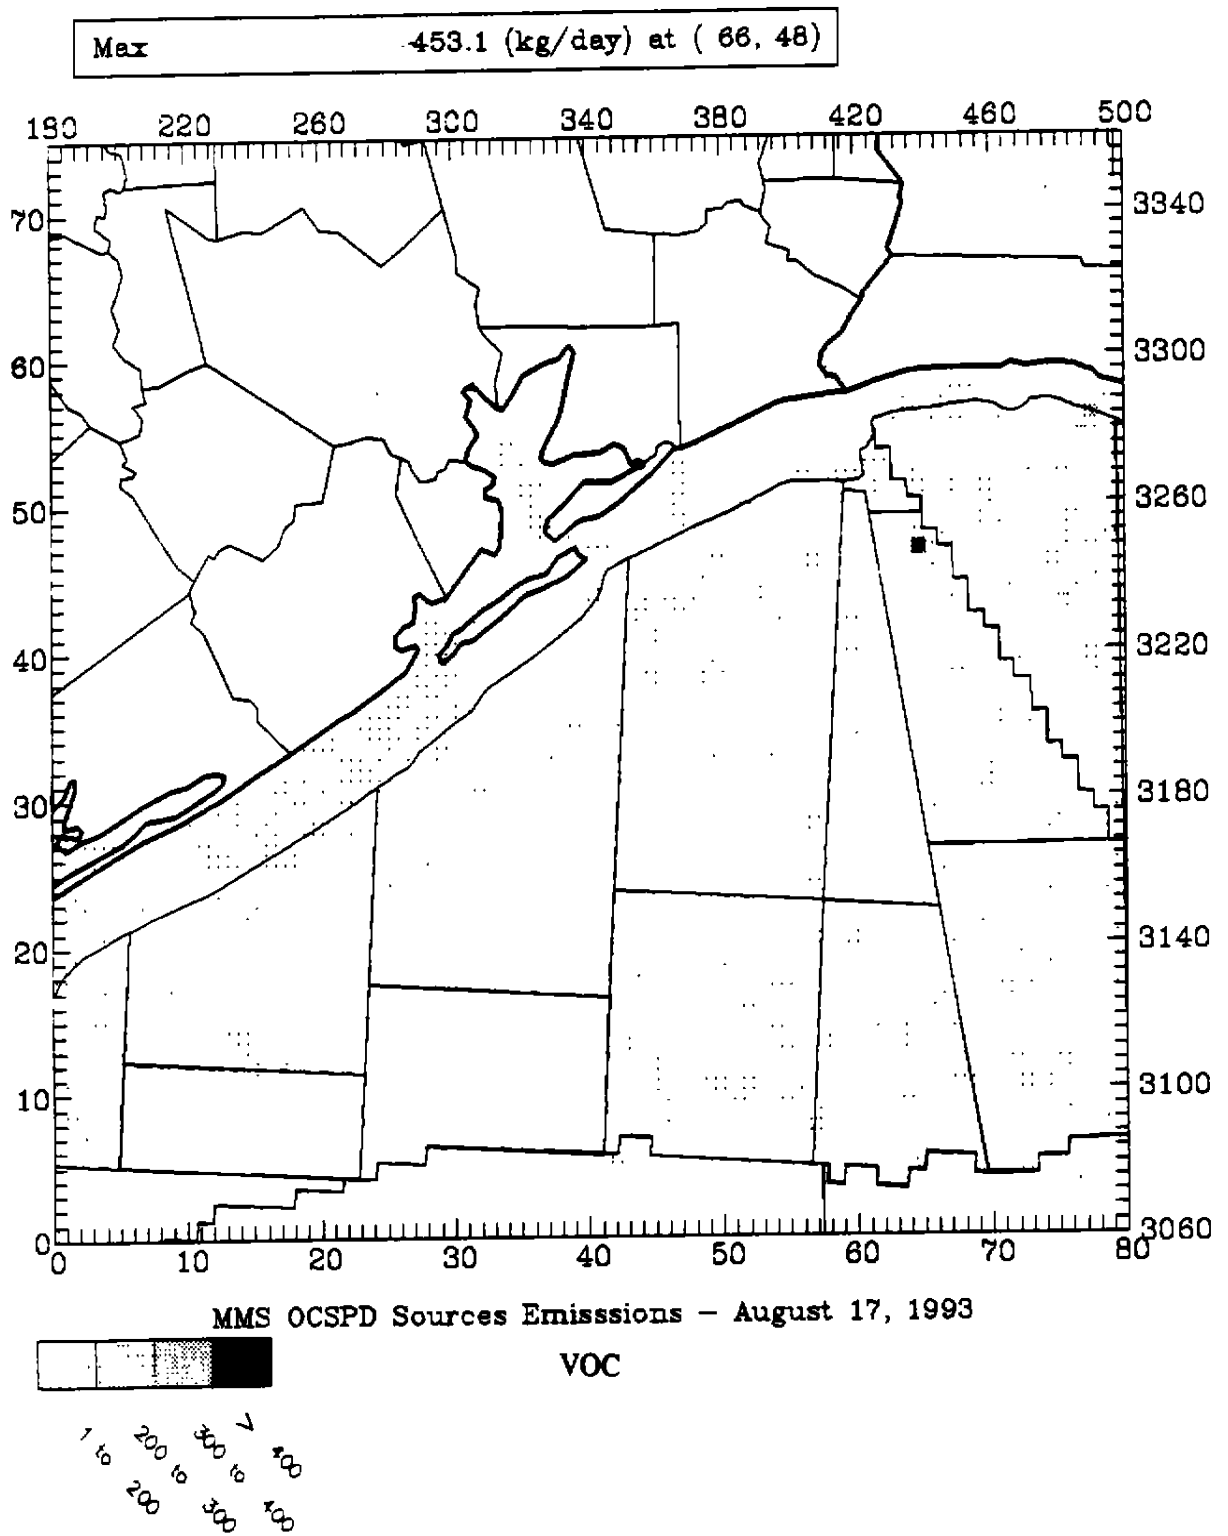 Max 453.1 (kg/day) at ( 66, 48)
180 220 260 300 340 380 420 460 500
70 3340
60 3300
50 3260
40 3220
30 3180
20 3140
10 3100
0 3060
0 10 20 30 40 50 60 70 80
MMS OCSPD Sources Emisssions – August 17, 1993
VOC
1 to 200
200 to 300
300 to 400
> 400